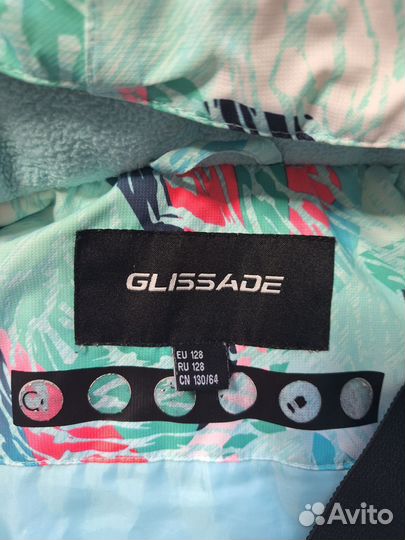 GLISSADE
EU 128
RU 128
CN 130/64
Avito